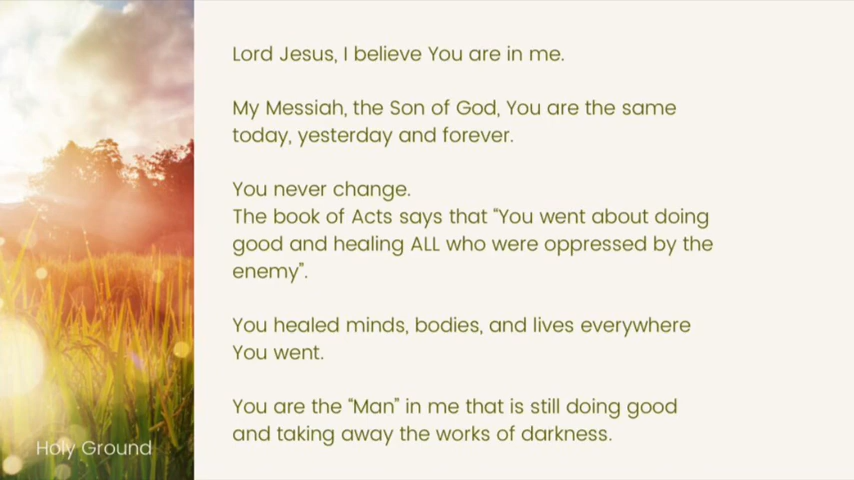 Lord Jesus, I believe You are in me.
My Messiah, the Son of God, You are the same
today, yesterday and forever.
You never change.
The book of Acts says that “You went about doing
good and healing ALL who were oppressed by the
enemy”.
You healed minds, bodies, and lives everywhere
You went.
You are the “Man” in me that is still doing good
and taking away the works of darkness.
Holy Ground